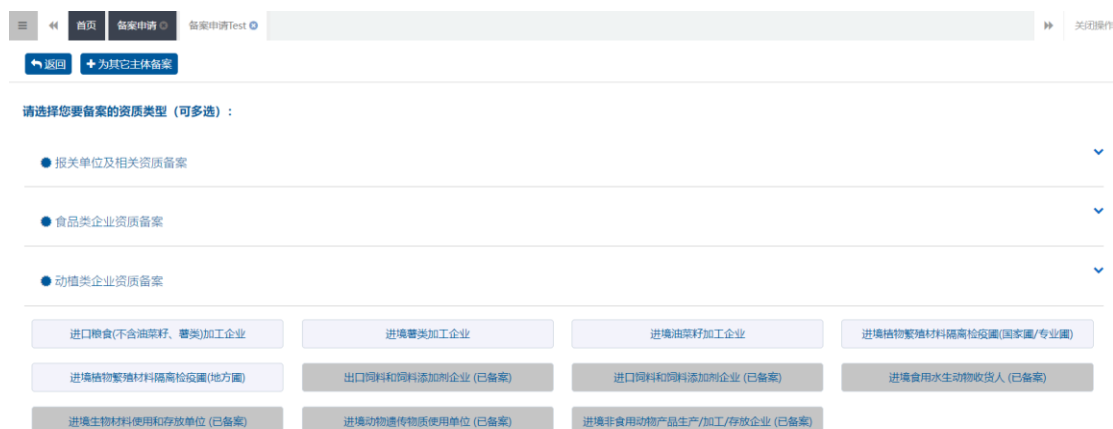 首页 备案申请 备案申请Test 关闭操作
返回 为其它主体备案
请选择您要备案的资质类型（可多选）：
报关单位及相关资质备案
食品类企业资质备案
动植类企业资质备案
进口粮食(不含油菜籽、薯类)加工企业 进境薯类加工企业 进境油菜籽加工企业 进境植物繁殖材料隔离检疫圃(国家圃/专业圃)
进境植物繁殖材料隔离检疫圃(地方圃) 出口饲料和饲料添加剂企业 (已备案) 进口饲料和饲料添加剂企业 (已备案) 进境食用水生动物收货人 (已备案)
进境生物材料使用和存放单位 (已备案) 进境动物遗传物质使用单位 (已备案) 进境非食用动物产品生产/加工/存放企业 (已备案)